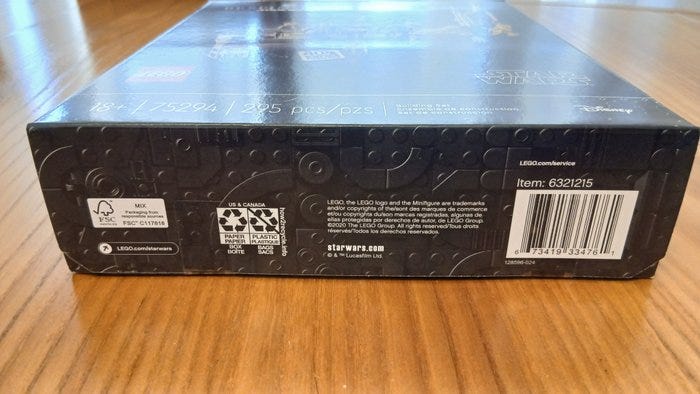 LEGO
STAR WARS
18+ / 75294 | 295 pcs/pzs
Building Set
Ensemble de construction
Set de construcción
Disney
FSC
MIX
Packaging from
responsible sources
FSC® C117818
LEGO.com/starwars
US & CANADA
PAPER PLASTIC
PAPIER PLASTIQUE
BOX BAGS
BOÎTE SACS
how2recycle.info
LEGO, the LEGO logo and the Minifigure are trademarks
and/or copyrights of the/sont des marques de commerce
et/ou copyrights du/son marcas registradas, algunas de
ellas protegidas por derechos de autor, de LEGO Group.
©2020 The LEGO Group. All rights reserved/Tous droits
réservés/Todos los derechos reservados.
starwars.com
© & ™ Lucasfilm Ltd.
LEGO.com/service
Item: 6321215
6 73419 33476 1